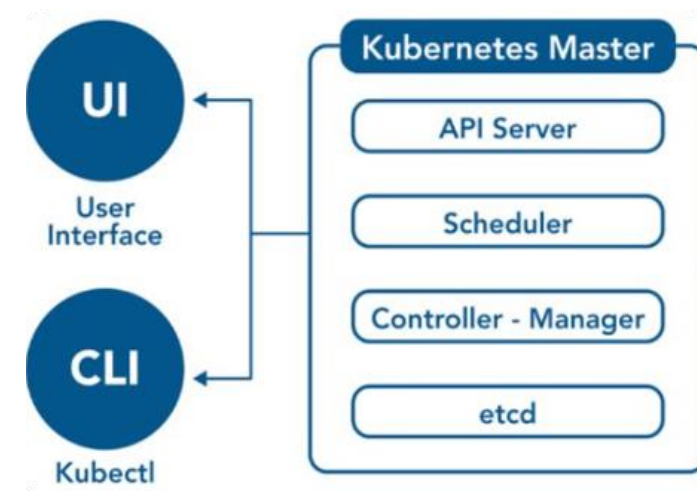 UI
User
Interface
CLI
Kubectl
Kubernetes Master
API Server
Scheduler
Controller - Manager
etcd